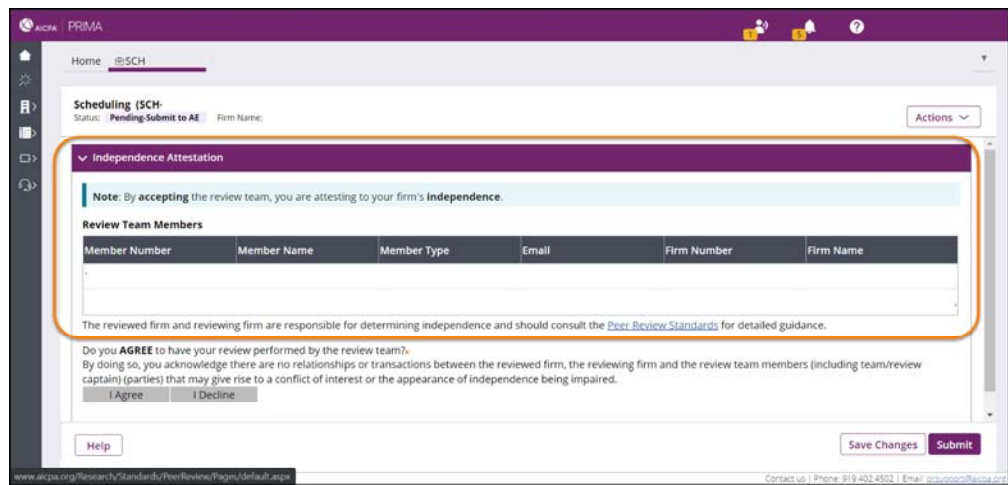 AICPA PRIMA
1 5
Home SCH
Scheduling (SCH-
Status: Pending-Submit to AE Firm Name:
Actions
Independence Attestation
Note: By accepting the review team, you are attesting to your firm's independence.
Review Team Members
Member Number Member Name Member Type Email Firm Number Firm Name
The reviewed firm and reviewing firm are responsible for determining independence and should consult the Peer Review Standards for detailed guidance.
Do you AGREE to have your review performed by the review team?
By doing so, you acknowledge there are no relationships or transactions between the reviewed firm, the reviewing firm and the review team members (including team/review
captain) (parties) that may give rise to a conflict of interest or the appearance of independence being impaired.
I Agree I Decline
Help Save Changes Submit
www.aicpa.org/Research/Standards/PeerReview/Pages/default.aspx Contact us | Phone: 919.402.4502 | Email: prsupport@aicpa.org